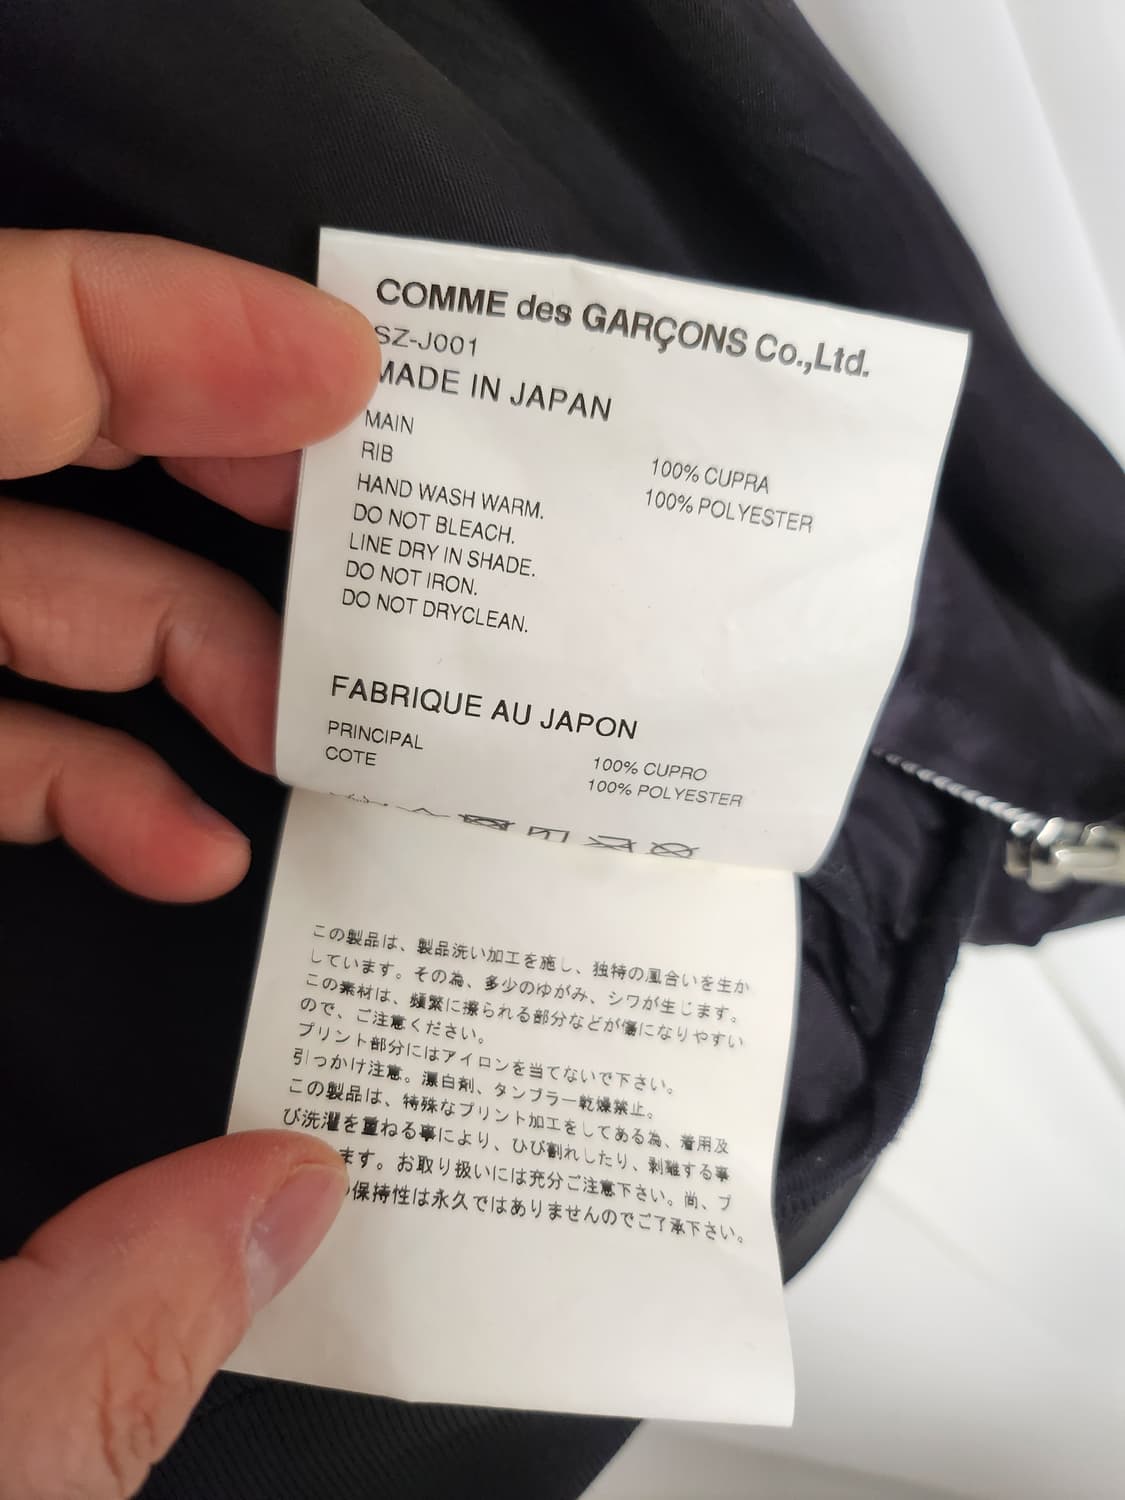 COMME des GARÇONS Co.,Ltd.
SZ-J001
MADE IN JAPAN
MAIN 100% CUPRA
RIB 100% POLYESTER
HAND WASH WARM.
DO NOT BLEACH.
LINE DRY IN SHADE.
DO NOT IRON.
DO NOT DRYCLEAN.
FABRIQUE AU JAPON
PRINCIPAL 100% CUPRO
COTE 100% POLYESTER
この製品は、製品洗い加工を施し、独特の風合いを生か
しています。その為、多少のゆがみ、シワが生じます。
この素材は、頻繁に擦られる部分などが傷になりやすい
ので、ご注意ください。
プリント部分にはアイロンを当てないで下さい。
引っかけ注意。漂白剤、タンブラー乾燥禁止。
この製品は、特殊なプリント加工をしてある為、着用及
び洗濯を重ねる事により、ひび割れしたり、剥離する事
ます。お取り扱いには充分ご注意下さい。尚、プ
保持性は永久ではありませんのでご了承下さい。